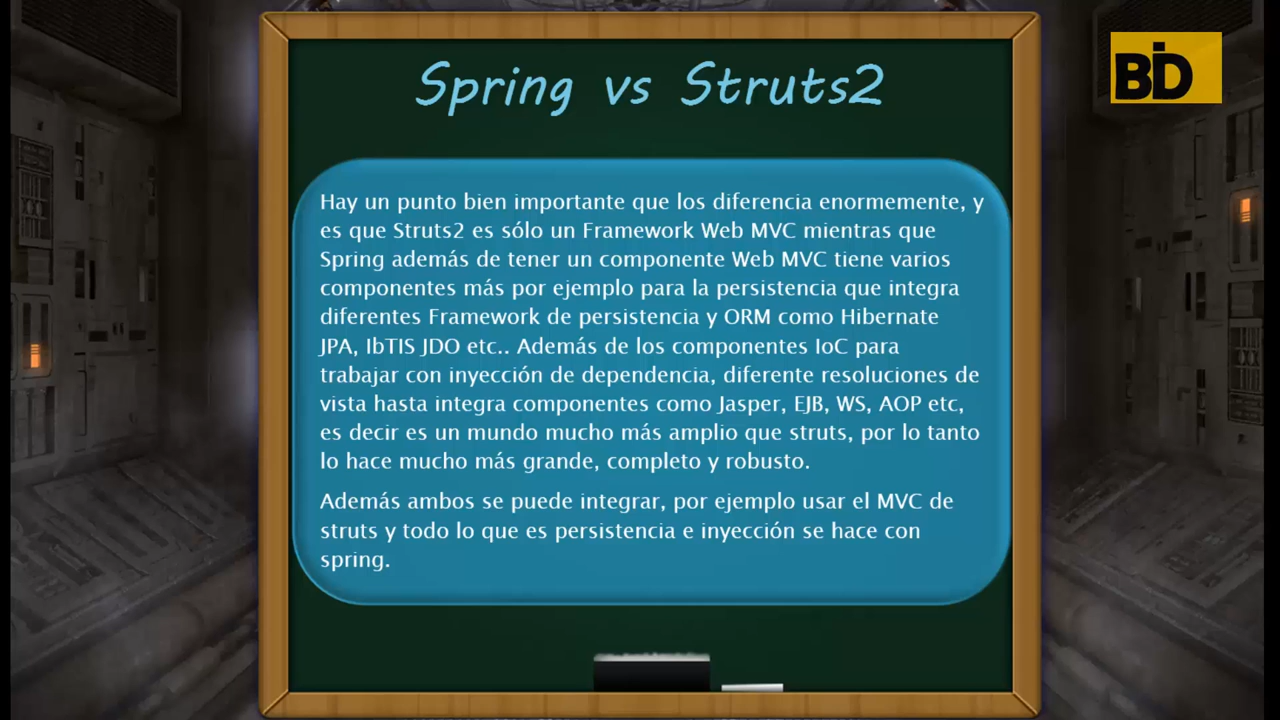 Spring vs Struts2
BID
Hay un punto bien importante que los diferencia enormemente, y
es que Struts2 es sólo un Framework Web MVC mientras que
Spring además de tener un componente Web MVC tiene varios
componentes más por ejemplo para la persistencia que integra
diferentes Framework de persistencia y ORM como Hibernate
JPA, IbTIS JDO etc.. Además de los componentes IoC para
trabajar con inyección de dependencia, diferente resoluciones de
vista hasta integra componentes como Jasper, EJB, WS, AOP etc,
es decir es un mundo mucho más amplio que struts, por lo tanto
lo hace mucho más grande, completo y robusto.
Además ambos se puede integrar, por ejemplo usar el MVC de
struts y todo lo que es persistencia e inyección se hace con
spring.